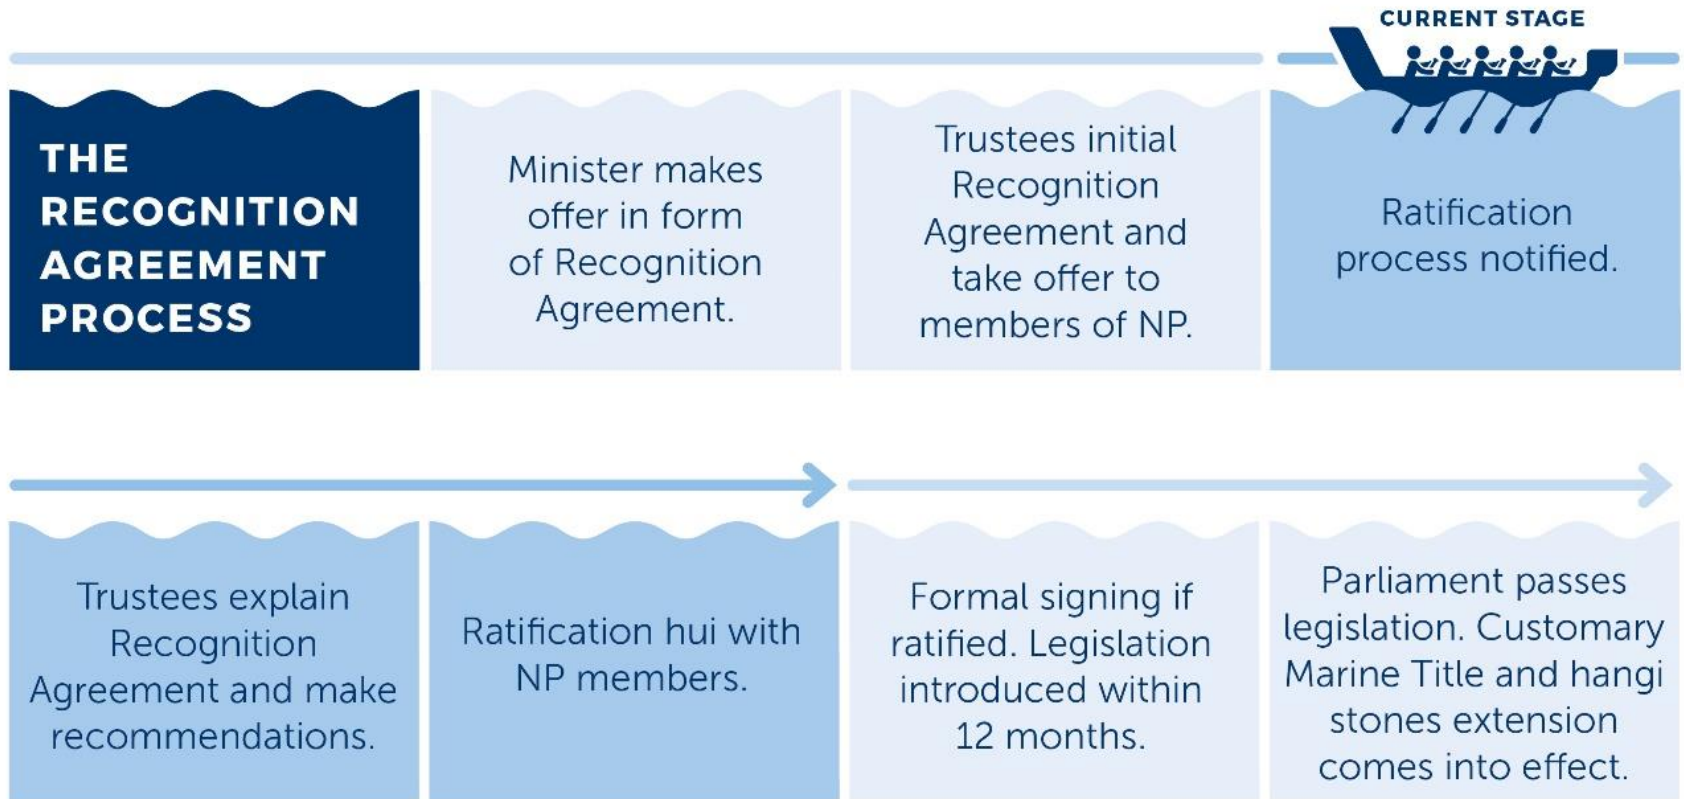 CURRENT STAGE
THE
RECOGNITION
AGREEMENT
PROCESS
Minister makes
offer in form
of Recognition
Agreement.
Trustees initial
Recognition
Agreement and
take offer to
members of NP.
Ratification
process notified.
Trustees explain
Recognition
Agreement and make
recommendations.
Ratification hui with
NP members.
Formal signing if
ratified. Legislation
introduced within
12 months.
Parliament passes
legislation. Customary
Marine Title and hangi
stones extension
comes into effect.